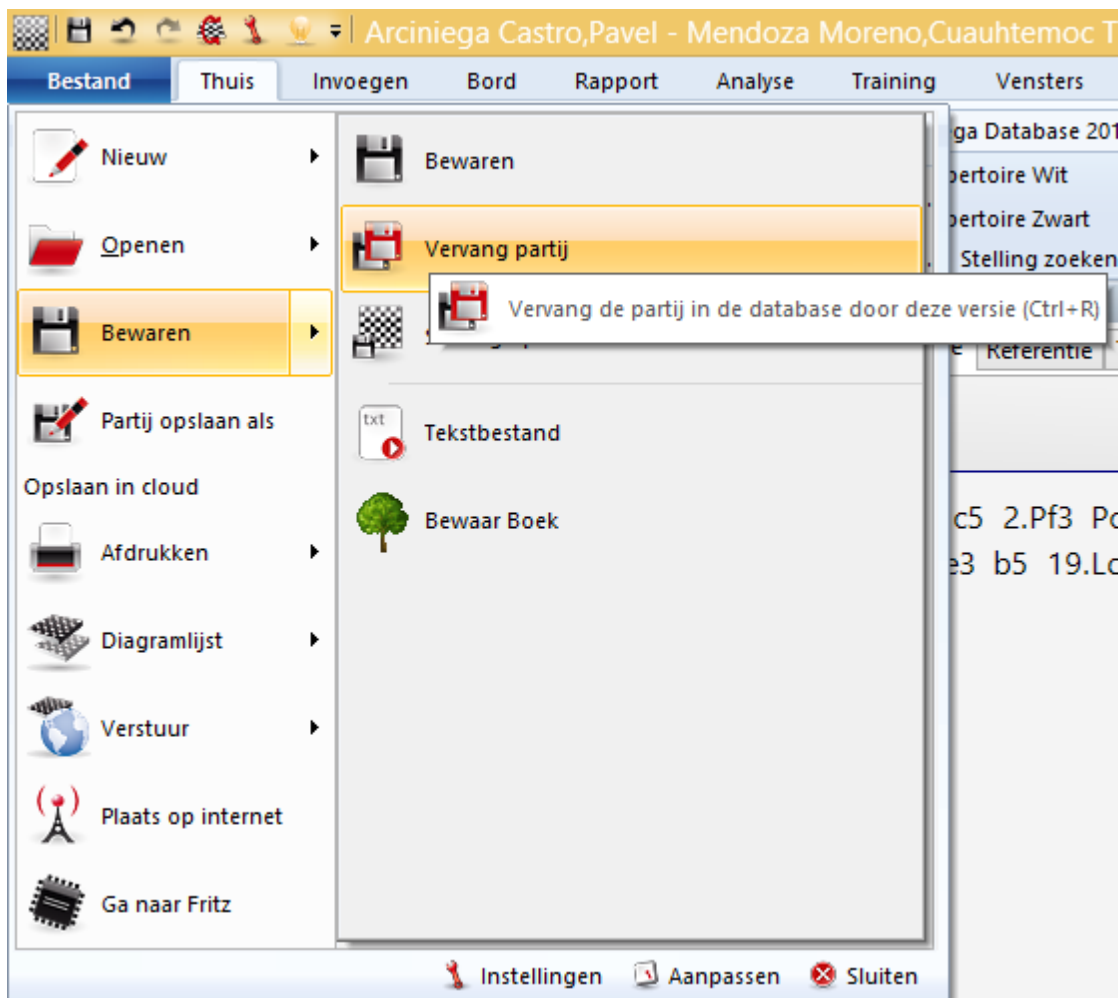 Arciniega Castro,Pavel - Mendoza Moreno,Cuauhtemoc T
Bestand Thuis Invoegen Bord Rapport Analyse Training Vensters
Nieuw
Openen
Bewaren
Partij opslaan als
Opslaan in cloud
Afdrukken
Diagramlijst
Verstuur
Plaats op internet
Ga naar Fritz
Bewaren
Vervang partij
Vervang de partij in de database door deze versie (Ctrl+R)
txt
Tekstbestand
Bewaar Boek
ga Database 201
pertoire Wit
pertoire Zwart
Stelling zoeken
Referentie
c5 2.Pf3
e3 b5 19.Lc
Instellingen Aanpassen Sluiten